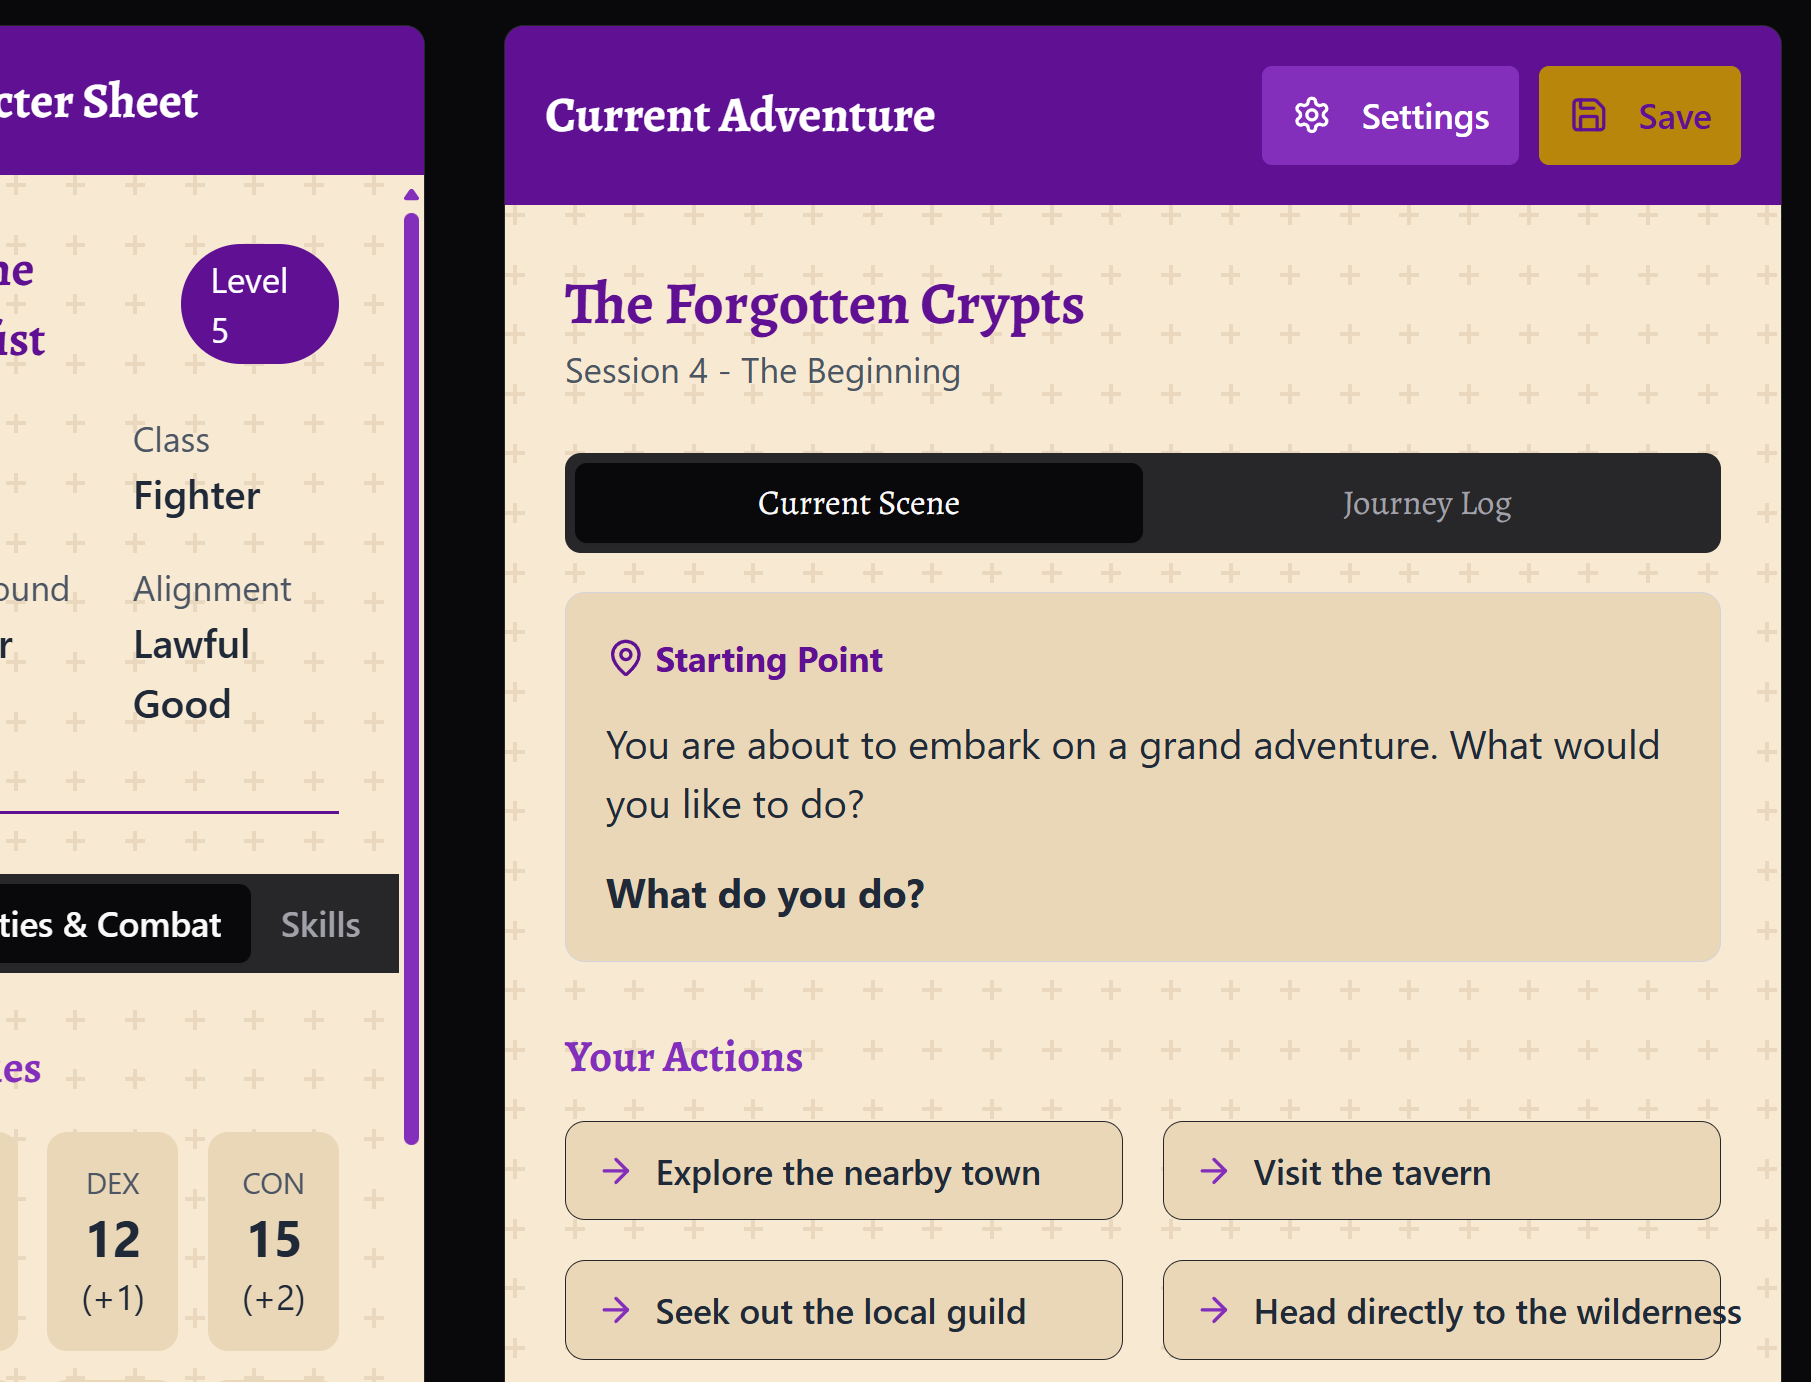 cter Sheet
Level
5
ist
Class
Fighter
ound
Alignment
Lawful
Good
ties & Combat
Skills
es
DEX
12
(+1)
CON
15
(+2)
Current Adventure
Settings
Save
The Forgotten Crypts
Session 4 - The Beginning
Current Scene
Journey Log
Starting Point
You are about to embark on a grand adventure. What would
you like to do?
What do you do?
Your Actions
Explore the nearby town
Visit the tavern
Seek out the local guild
Head directly to the wilderness